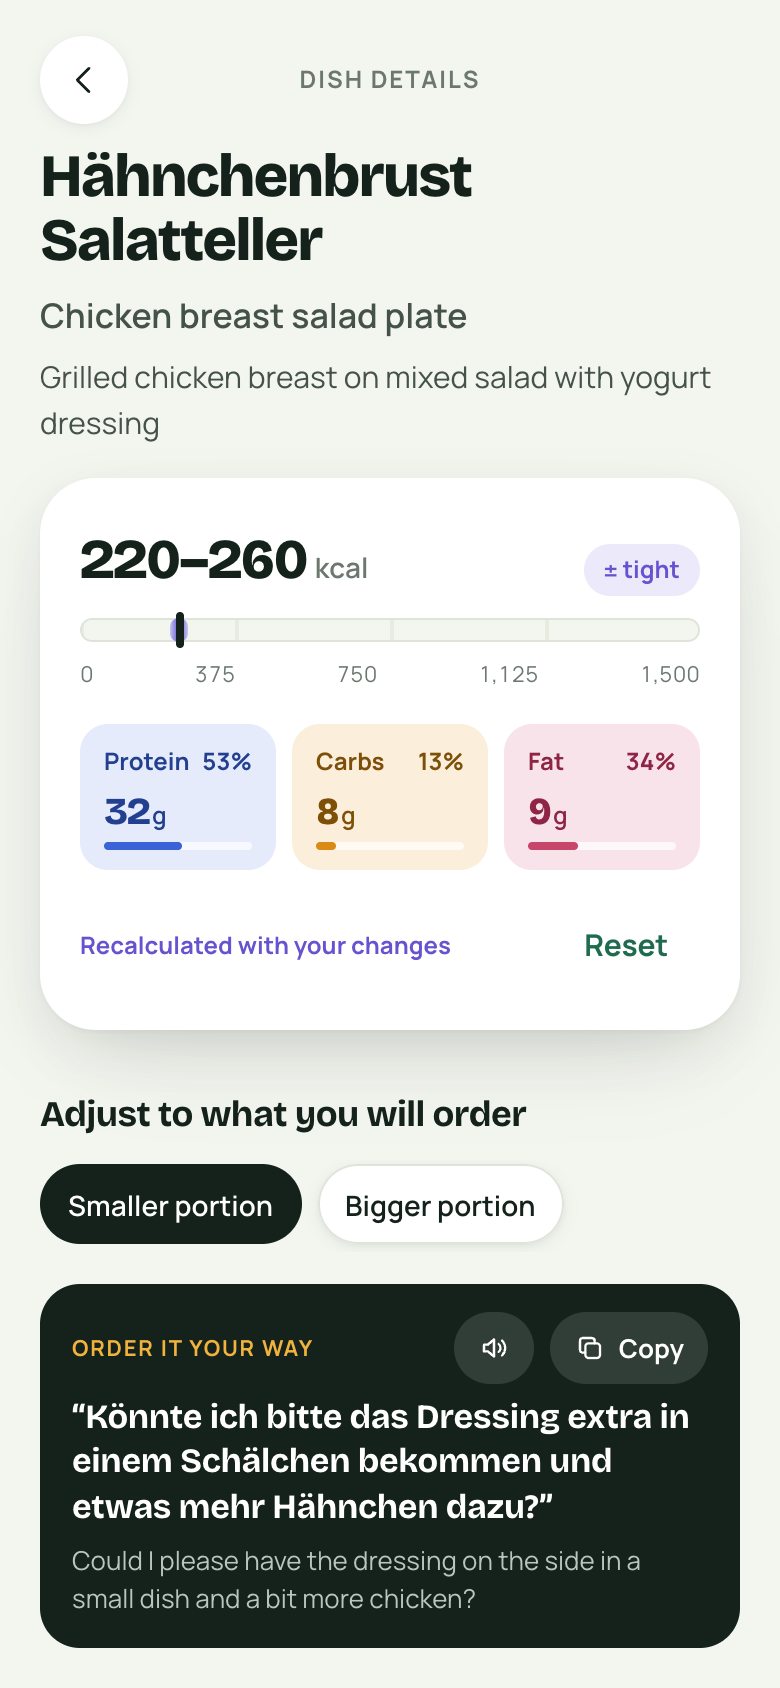 DISH DETAILS
Hähnchenbrust
Salatteller
Chicken breast salad plate
Grilled chicken breast on mixed salad with yogurt
dressing
220–260 kcal
± tight
0 375 750 1,125 1,500
Protein 53%
32g
Carbs 13%
8g
Fat 34%
9g
Recalculated with your changes
Reset
Adjust to what you will order
Smaller portion
Bigger portion
ORDER IT YOUR WAY
Copy
“Könnte ich bitte das Dressing extra in
einem Schälchen bekommen und
etwas mehr Hähnchen dazu?”
Could I please have the dressing on the side in a
small dish and a bit more chicken?